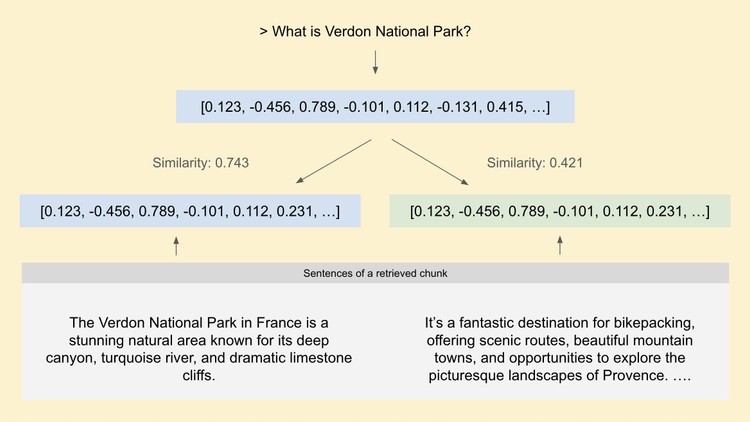 > What is Verdon National Park?
[0.123, -0.456, 0.789, -0.101, 0.112, -0.131, 0.415, …]
Similarity: 0.743
Similarity: 0.421
[0.123, -0.456, 0.789, -0.101, 0.112, 0.231, …]
[0.123, -0.456, 0.789, -0.101, 0.112, 0.231, …]
Sentences of a retrieved chunk
The Verdon National Park in France is a
stunning natural area known for its deep
canyon, turquoise river, and dramatic limestone
cliffs.
It’s a fantastic destination for bikepacking,
offering scenic routes, beautiful mountain
towns, and opportunities to explore the
picturesque landscapes of Provence. ….